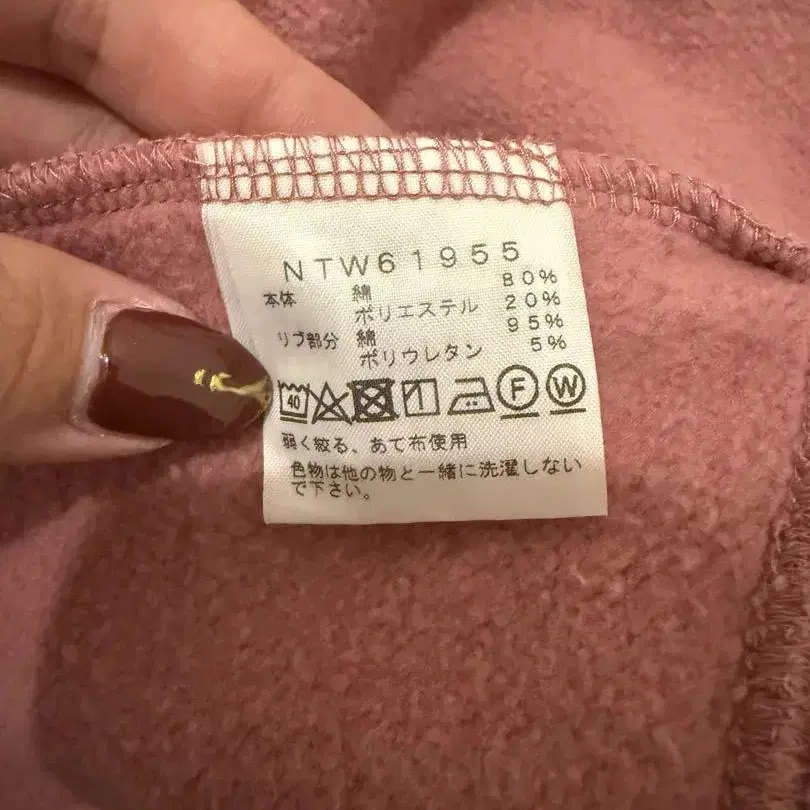 NTW61955
本体 綿 80%
ポリエステル 20%
リブ部分 綿 95%
ポリウレタン 5%
40 F W
弱く絞る、あて布使用
色物は他の物と一緒に洗濯しない
で下さい。